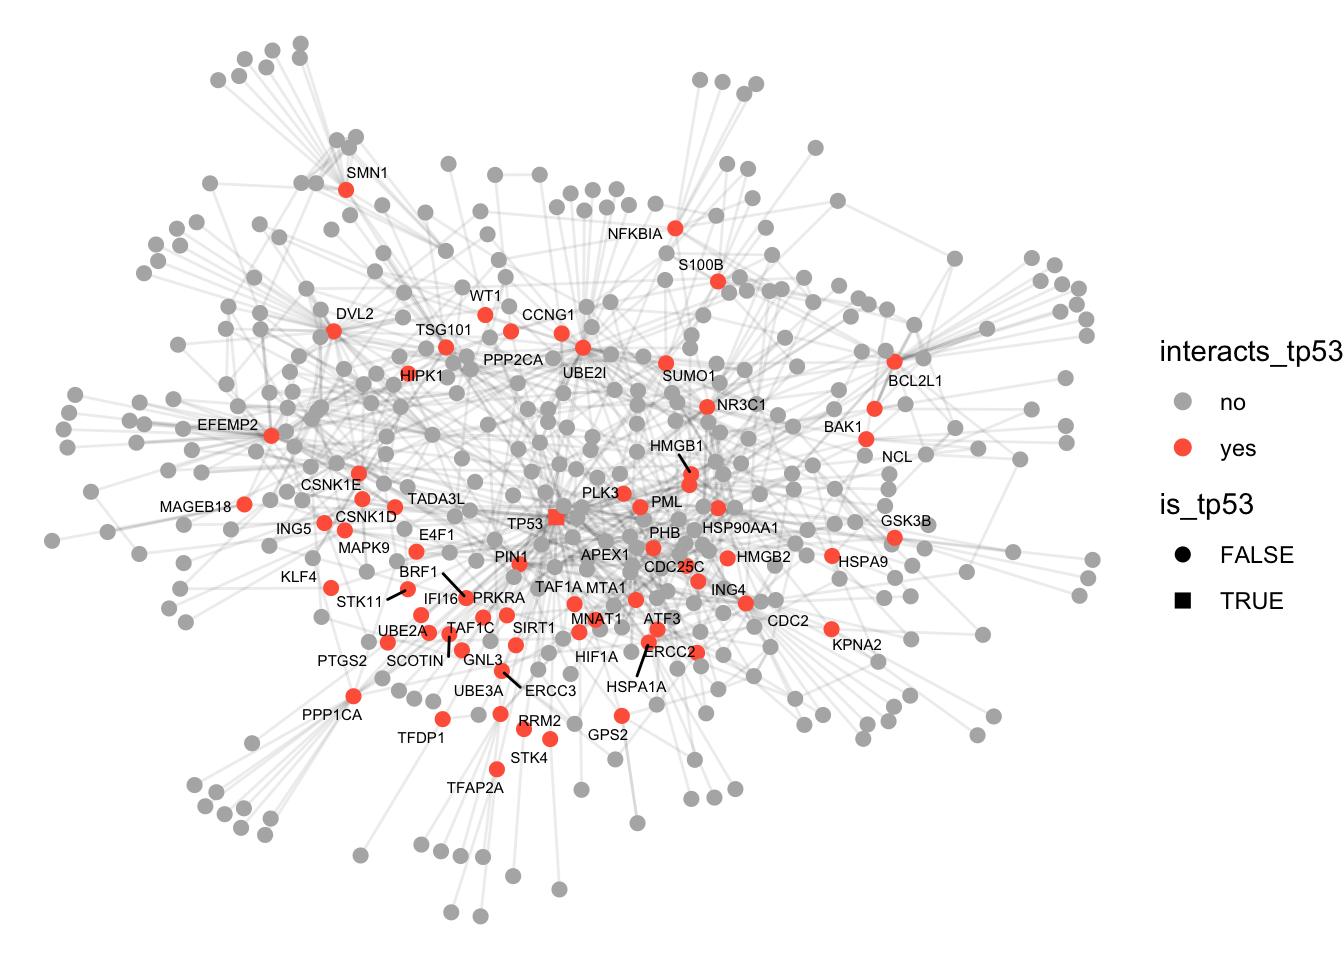 SMN1
NFKBIA
S100B
WT1
DVL2
CCNG1
TSG101
PPP2CA
UBE2I
HIPK1
SUMO1
BCL2L1
NR3C1
EFEMP2
BAK1
HMGB1
NCL
CSNK1E
PLK3
PML
TADA3L
MAGEB18
CSNK1D
TP53
HSP90AA1
GSK3B
ING5
MAPK9
E4F1
PHB
PIN1
APEX1
CDC25C
HMGB2
HSPA9
KLF4
BRF1
STK11
IFI16
PRKRA
TAF1A
MTA1
ING4
UBE2A
TAF1C
SIRT1
MNAT1
ATF3
CDC2
KPNA2
PTGS2
SCOTIN
GNL3
HIF1A
ERCC2
UBE3A
ERCC3
HSPA1A
PPP1CA
TFDP1
RRM2
GPS2
STK4
TFAP2A
interacts_tp53
no
yes
is_tp53
FALSE
TRUE